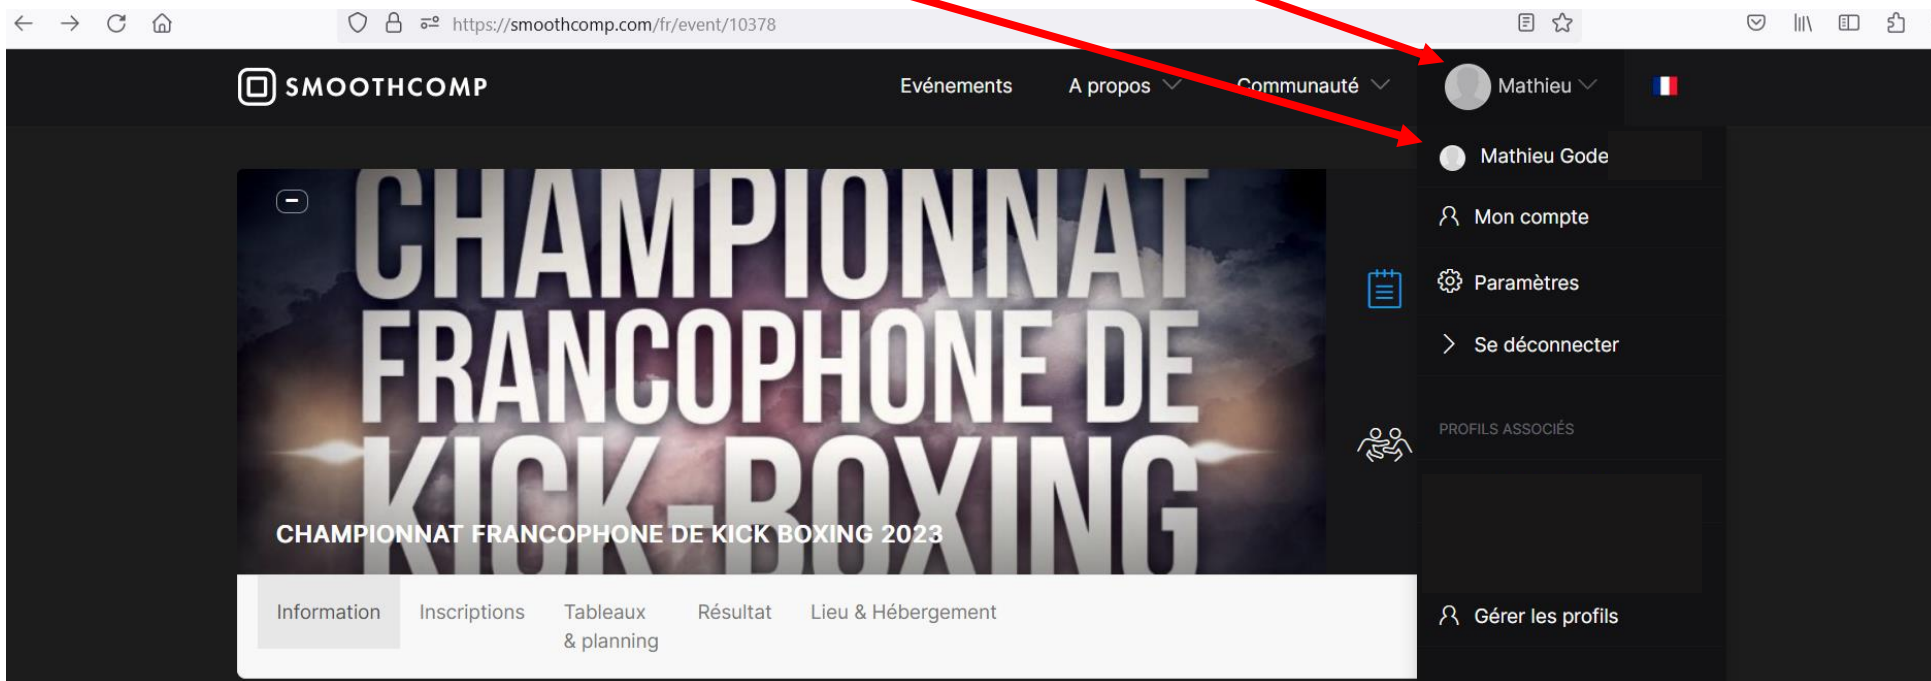 https://smoothcomp.com/fr/event/10378
SMOOTHCOMP
Evénements
A propos
Communauté
Mathieu
Mathieu Gode
Mon compte
Paramètres
Se déconnecter
PROFILS ASSOCIÉS
Gérer les profils
CHAMPIONNAT
FRANCOPHONE DE
KICK-BOXING
CHAMPIONNAT FRANCOPHONE DE KICK BOXING 2023
Information
Inscriptions
Tableaux
& planning
Résultat
Lieu & Hébergement